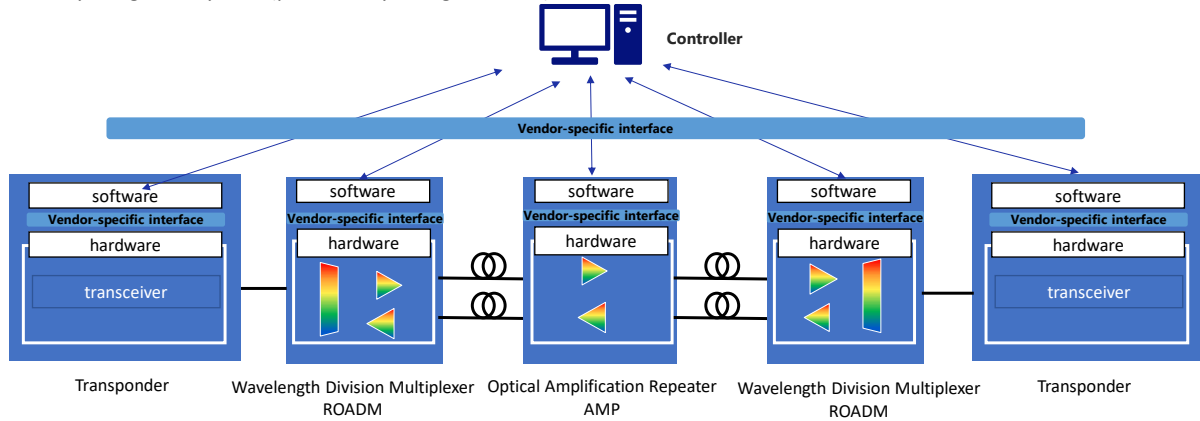 Controller
Vendor-specific interface
software
software
software
software
software
Vendor-specific interface
Vendor-specific interface
Vendor-specific interface
Vendor-specific interface
Vendor-specific interface
hardware
hardware
hardware
hardware
hardware
transceiver
transceiver
Transponder
Wavelength Division Multiplexer
ROADM
Optical Amplification Repeater
AMP
Wavelength Division Multiplexer
ROADM
Transponder